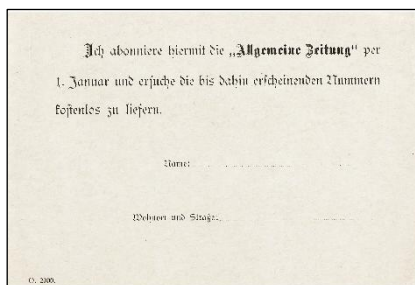 Ich abonniere hiermit die „Allgemeine Zeitung" per
1. Januar und ersuche die bis dahin erscheinenden Nummern
kostenlos zu liefern.
Name:
Wohnort und Straße: